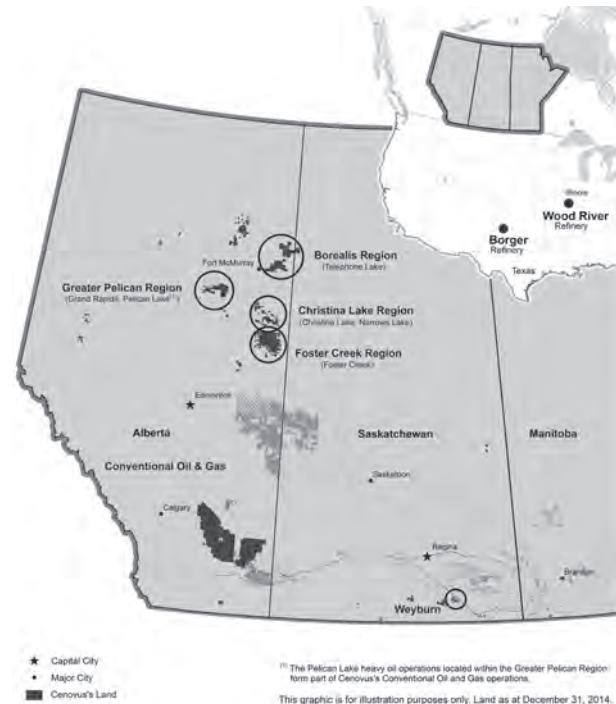 Illinois
Wood River
Refinery
Borger
Refinery
Texas
Fort McMurray
Borealis Region
(Telephone Lake)
Greater Pelican Region
(Grand Rapids, Pelican Lake⁽¹⁾)
Christina Lake Region
(Christina Lake, Narrows Lake)
Foster Creek Region
(Foster Creek)
Edmonton
Alberta
Saskatchewan
Manitoba
Conventional Oil & Gas
Saskatoon
Calgary
Regina
Brandon
Weyburn
Capital City
Major City
Cenovus's Land
(1) The Pelican Lake heavy oil operations located within the Greater Pelican Region
form part of Cenovus's Conventional Oil and Gas operations.
This graphic is for illustration purposes only. Land as at December 31, 2014.